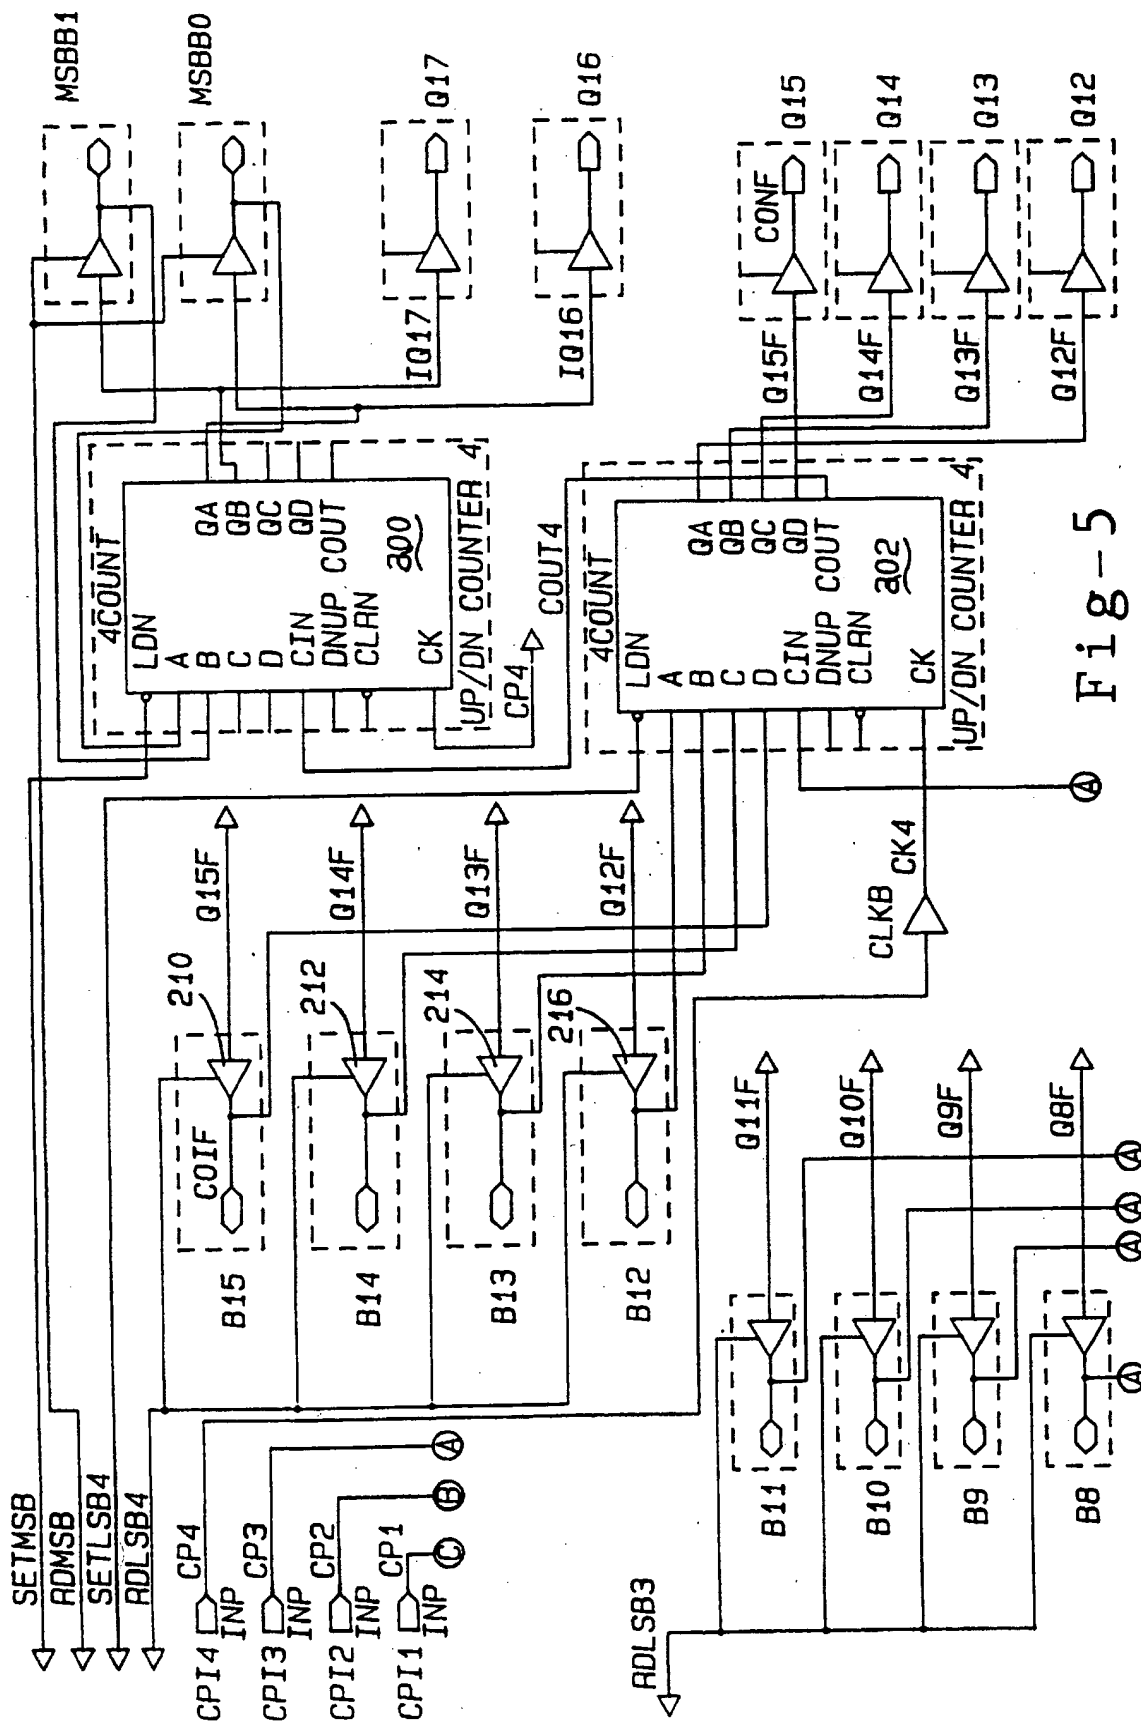 SETMSB
RDMSB
SETLSB4
RDLSB4
CPI4
INP
CP4
CPI3
INP
CP3
CPI2
INP
CP2
CPI1
INP
CP1
A
B
C
B15
COIF
210
Q15F
B14
212
Q14F
B13
214
Q13F
B12
216
Q12F
4COUNT
LDN
A
B
C
D
CIN
DNUP
CLRN
CK
QA
QB
QC
QD
COUT
200
UP/DN COUNTER
4
CP4
COUT4
MSBB1
MSBB0
IQ17
Q17
IQ16
Q16
4COUNT
LDN
A
B
C
D
CIN
DNUP
CLRN
CK
QA
QB
QC
QD
COUT
202
UP/DN COUNTER
4
A
CLKB
CK4
Q15F
CONF
Q15
Q14F
Q14
Q13F
Q13
Q12F
Q12
RDLSB3
B11
Q11F
B10
Q10F
B9
Q9F
B8
Q8F
A
A
A
A
Fig-5